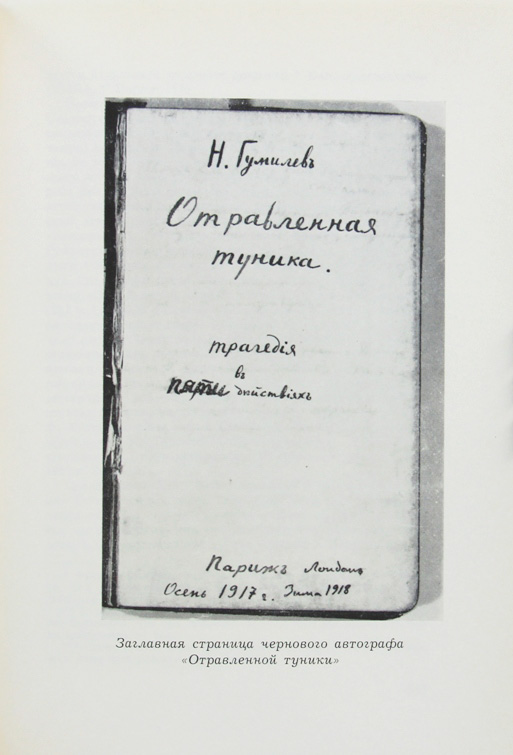 Н. Гумилевъ
Отравленная
туника.
трагедія
въ
пяти дѣйствіяхъ
Парижъ Лондонъ
Осень 1917 г. Зима 1918
Заглавная страница чернового автографа
«Отравленной туники»